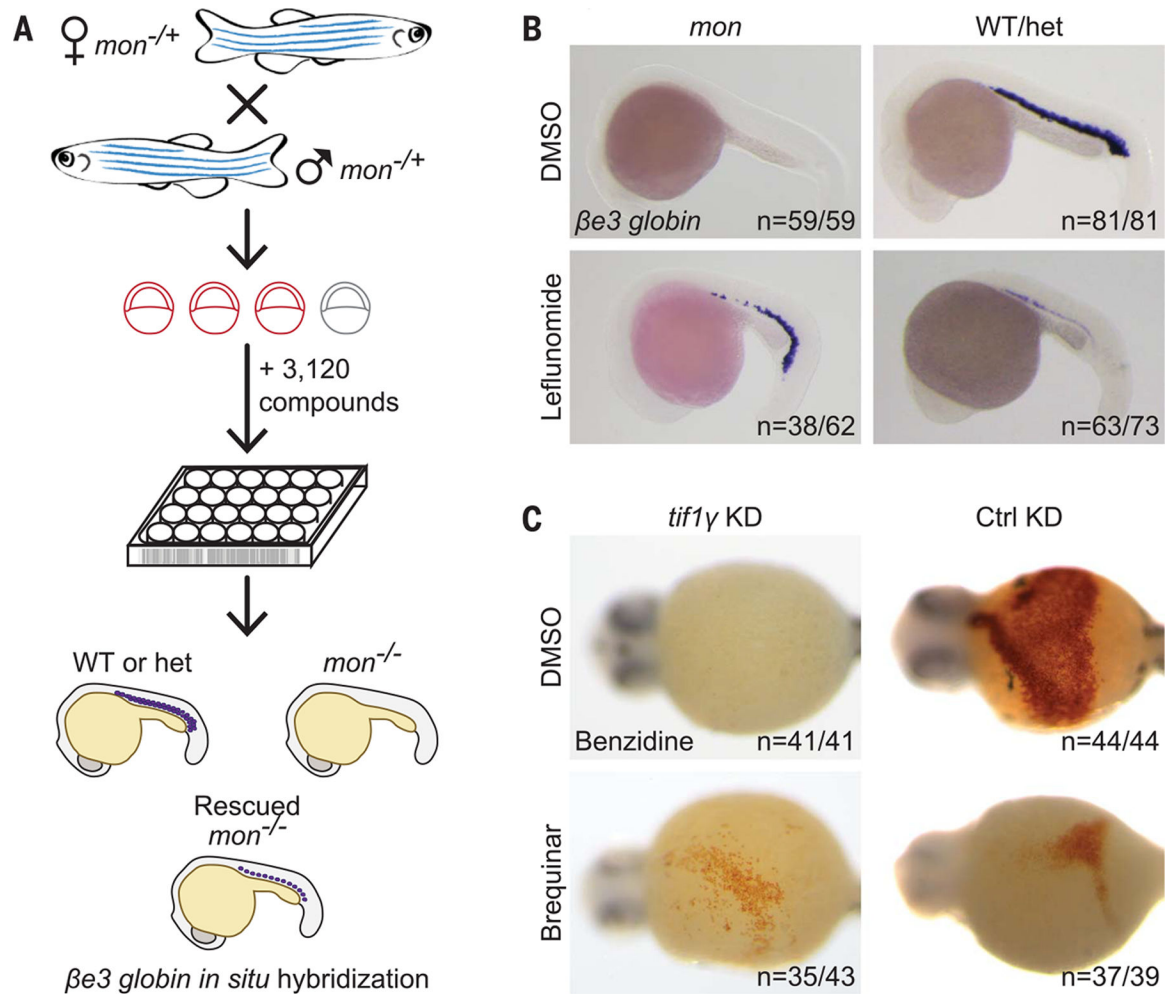 A
♀ mon-/+
♂ mon-/+
+ 3,120
compounds
WT or het
mon-/-
Rescued
mon-/-
βe3 globin in situ hybridization
B
mon
WT/het
DMSO
βe3 globin
n=59/59
n=81/81
Leflunomide
n=38/62
n=63/73
C
tif1γ KD
Ctrl KD
DMSO
Benzidine
n=41/41
n=44/44
Brequinar
n=35/43
n=37/39